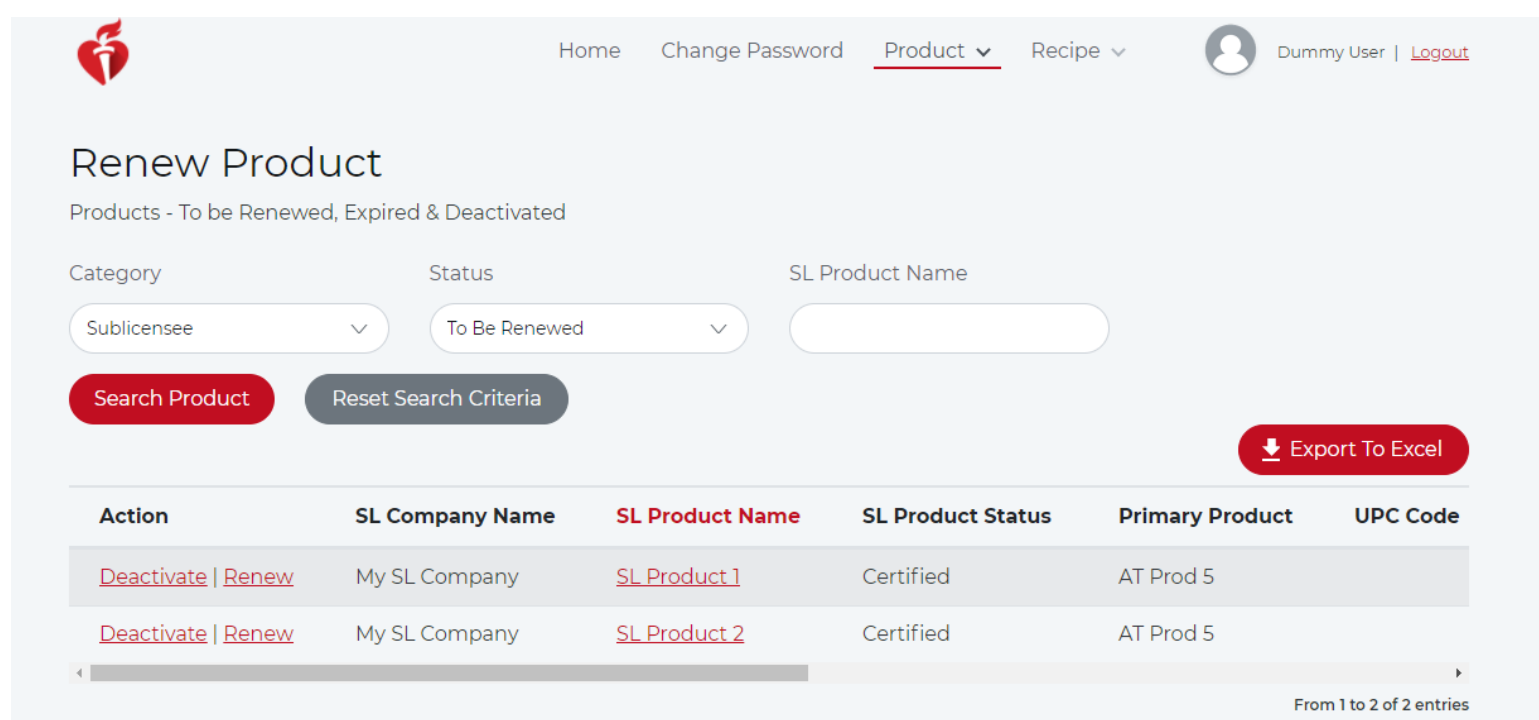 Home Change Password Product Recipe Dummy User | Logout
Renew Product
Products - To be Renewed, Expired & Deactivated
Category Status SL Product Name
Sublicensee To Be Renewed
Search Product Reset Search Criteria
Export To Excel
Action SL Company Name SL Product Name SL Product Status Primary Product UPC Code
Deactivate | Renew My SL Company SL Product 1 Certified AT Prod 5
Deactivate | Renew My SL Company SL Product 2 Certified AT Prod 5
From 1 to 2 of 2 entries